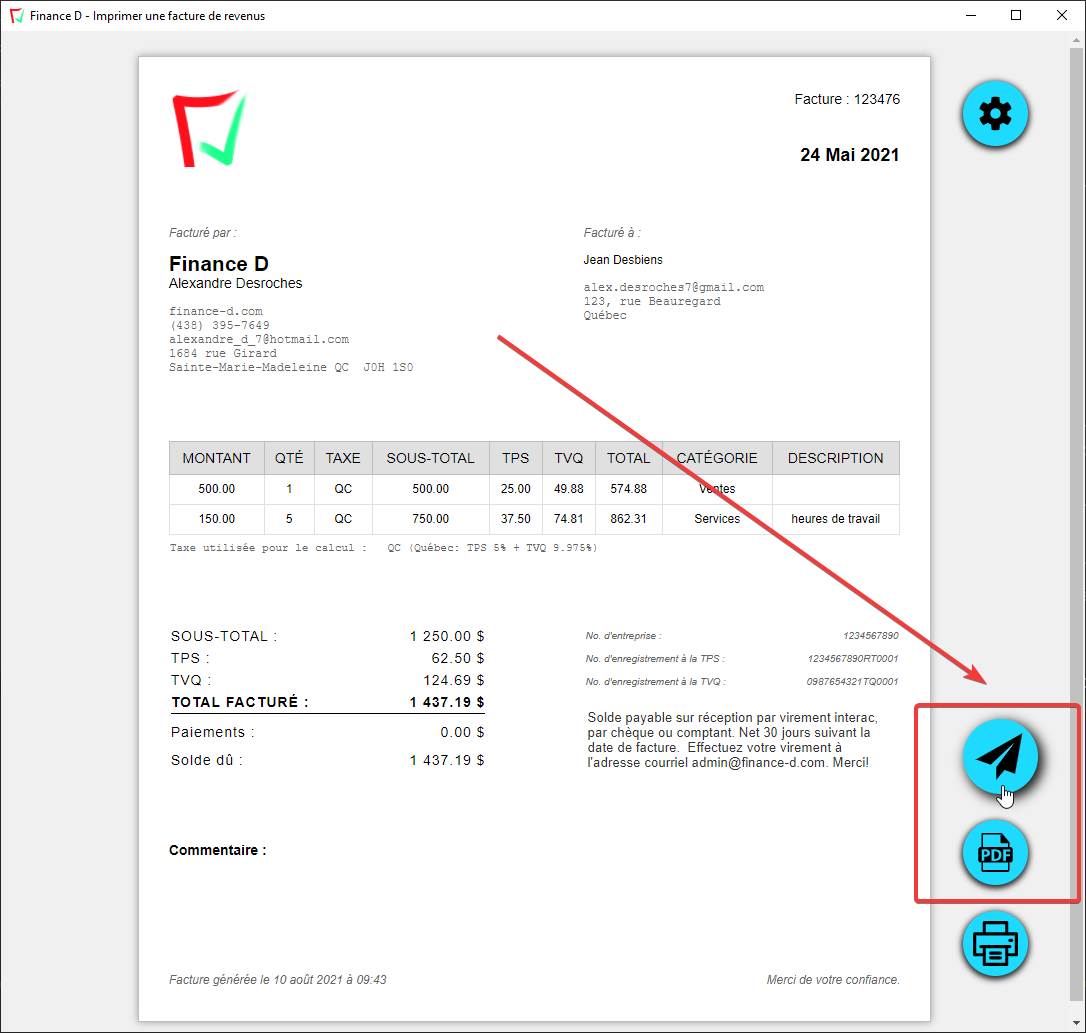 Finance D - Imprimer une facture de revenus
Facture : 123476
24 Mai 2021
Facturé par :
Finance D
Alexandre Desroches
finance-d.com
(438) 395-7649
alexandre_d_7@hotmail.com
1684 rue Girard
Sainte-Marie-Madeleine QC  J0H 1S0
Facturé à :
Jean Desbiens
alex.desroches7@gmail.com
123, rue Beauregard
Québec
MONTANT QTÉ TAXE SOUS-TOTAL TPS TVQ TOTAL CATÉGORIE DESCRIPTION
500.00 1 QC 500.00 25.00 49.88 574.88 Ventes
150.00 5 QC 750.00 37.50 74.81 862.31 Services heures de travail
Taxe utilisée pour le calcul :   QC (Québec: TPS 5% + TVQ 9.975%)
SOUS-TOTAL : 1 250.00 $
TPS : 62.50 $
TVQ : 124.69 $
TOTAL FACTURÉ : 1 437.19 $
Paiements : 0.00 $
Solde dû : 1 437.19 $
No. d'entreprise : 1234567890
No. d'enregistrement à la TPS : 1234567890RT0001
No. d'enregistrement à la TVQ : 0987654321TQ0001
Solde payable sur réception par virement interac,
par chèque ou comptant. Net 30 jours suivant la
date de facture.  Effectuez votre virement à
l'adresse courriel admin@finance-d.com. Merci!
Commentaire :
Facture générée le 10 août 2021 à 09:43
Merci de votre confiance.
PDF